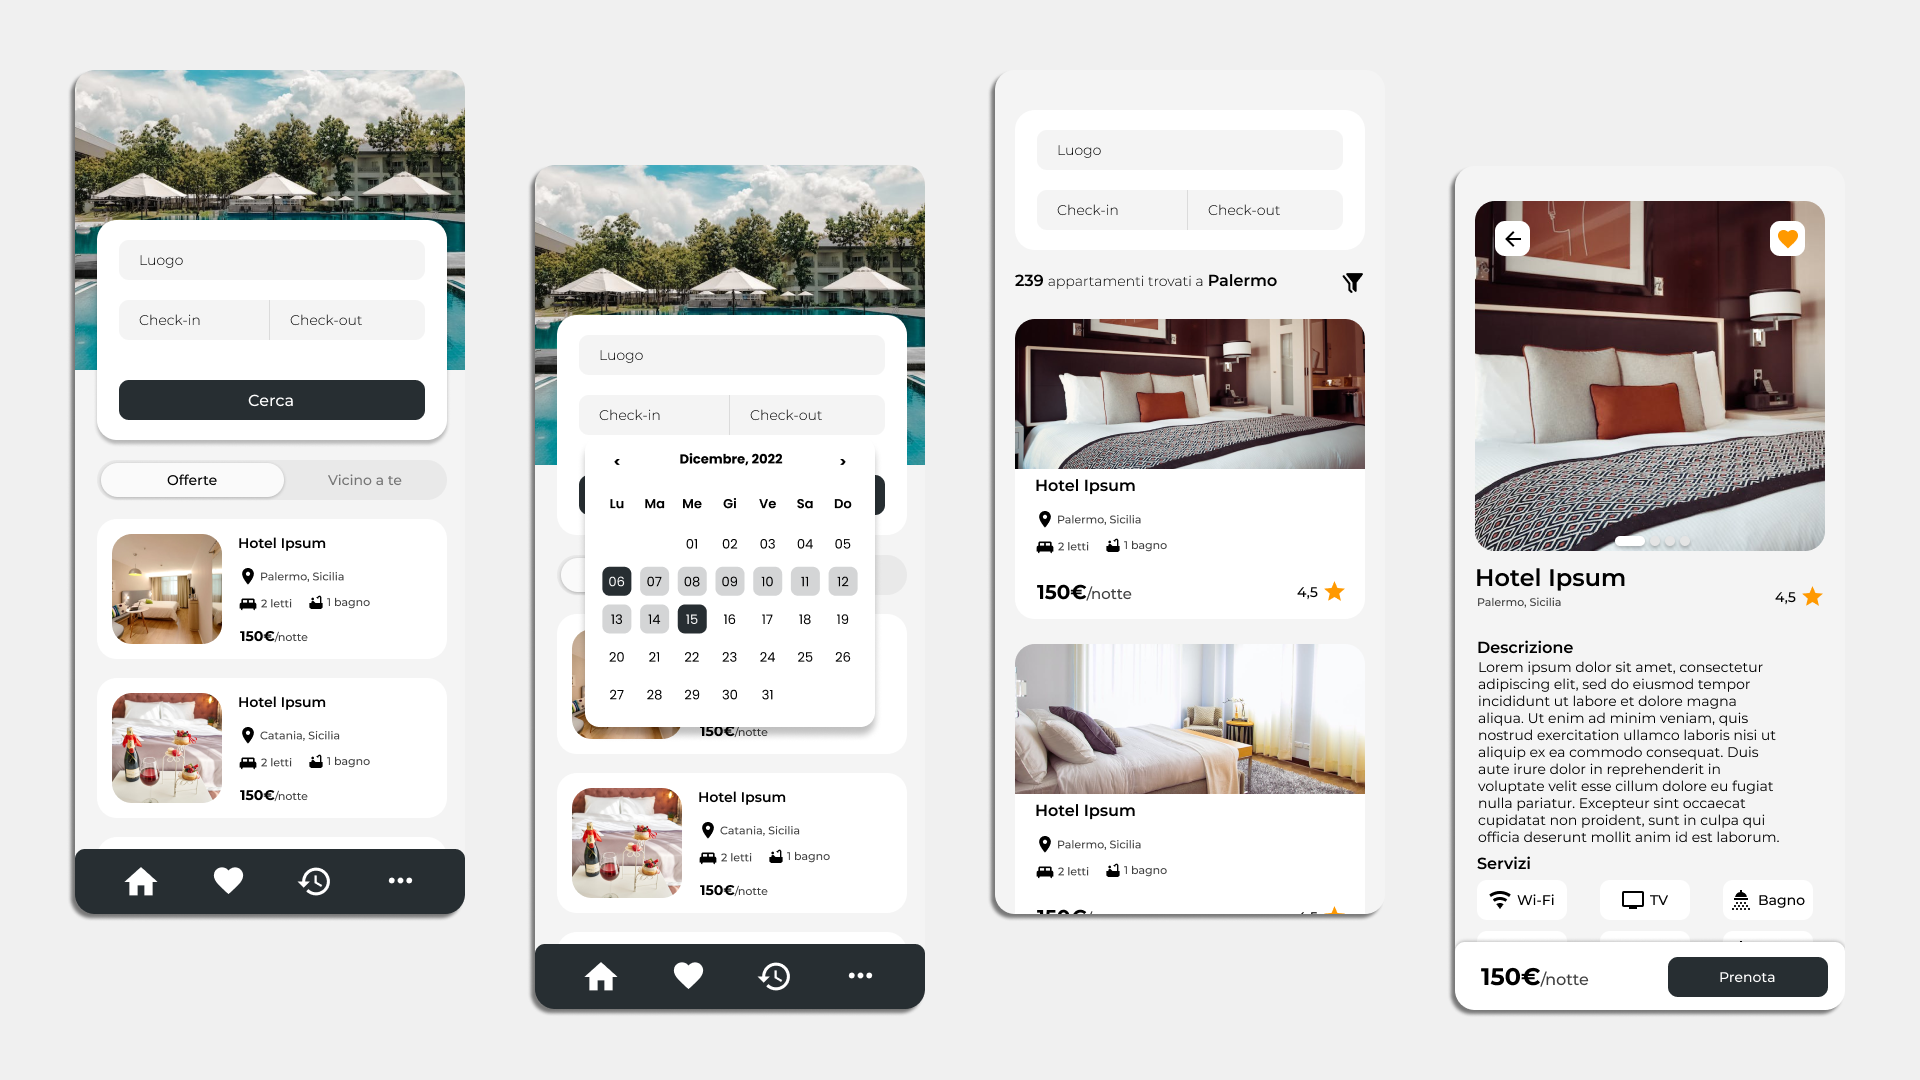 Luogo
Check-in Check-out
Cerca
Offerte Vicino a te
Hotel Ipsum
Palermo, Sicilia
2 letti 1 bagno
150€/notte
Hotel Ipsum
Catania, Sicilia
2 letti 1 bagno
150€/notte
Luogo
Check-in Check-out
‹ Dicembre, 2022 ›
Lu Ma Me Gi Ve Sa Do
01 02 03 04 05
06 07 08 09 10 11 12
13 14 15 16 17 18 19
20 21 22 23 24 25 26
27 28 29 30 31
150€/notte
Hotel Ipsum
Catania, Sicilia
2 letti 1 bagno
150€/notte
Luogo
Check-in Check-out
239 appartamenti trovati a Palermo
Hotel Ipsum
Palermo, Sicilia
2 letti 1 bagno
150€/notte 4,5
Hotel Ipsum
Palermo, Sicilia
2 letti 1 bagno
Hotel Ipsum
Palermo, Sicilia 4,5
Descrizione
Lorem ipsum dolor sit amet, consectetur
adipiscing elit, sed do eiusmod tempor
incididunt ut labore et dolore magna
aliqua. Ut enim ad minim veniam, quis
nostrud exercitation ullamco laboris nisi ut
aliquip ex ea commodo consequat. Duis
aute irure dolor in reprehenderit in
voluptate velit esse cillum dolore eu fugiat
nulla pariatur. Excepteur sint occaecat
cupidatat non proident, sunt in culpa qui
officia deserunt mollit anim id est laborum.
Servizi
Wi-Fi TV Bagno
150€/notte Prenota